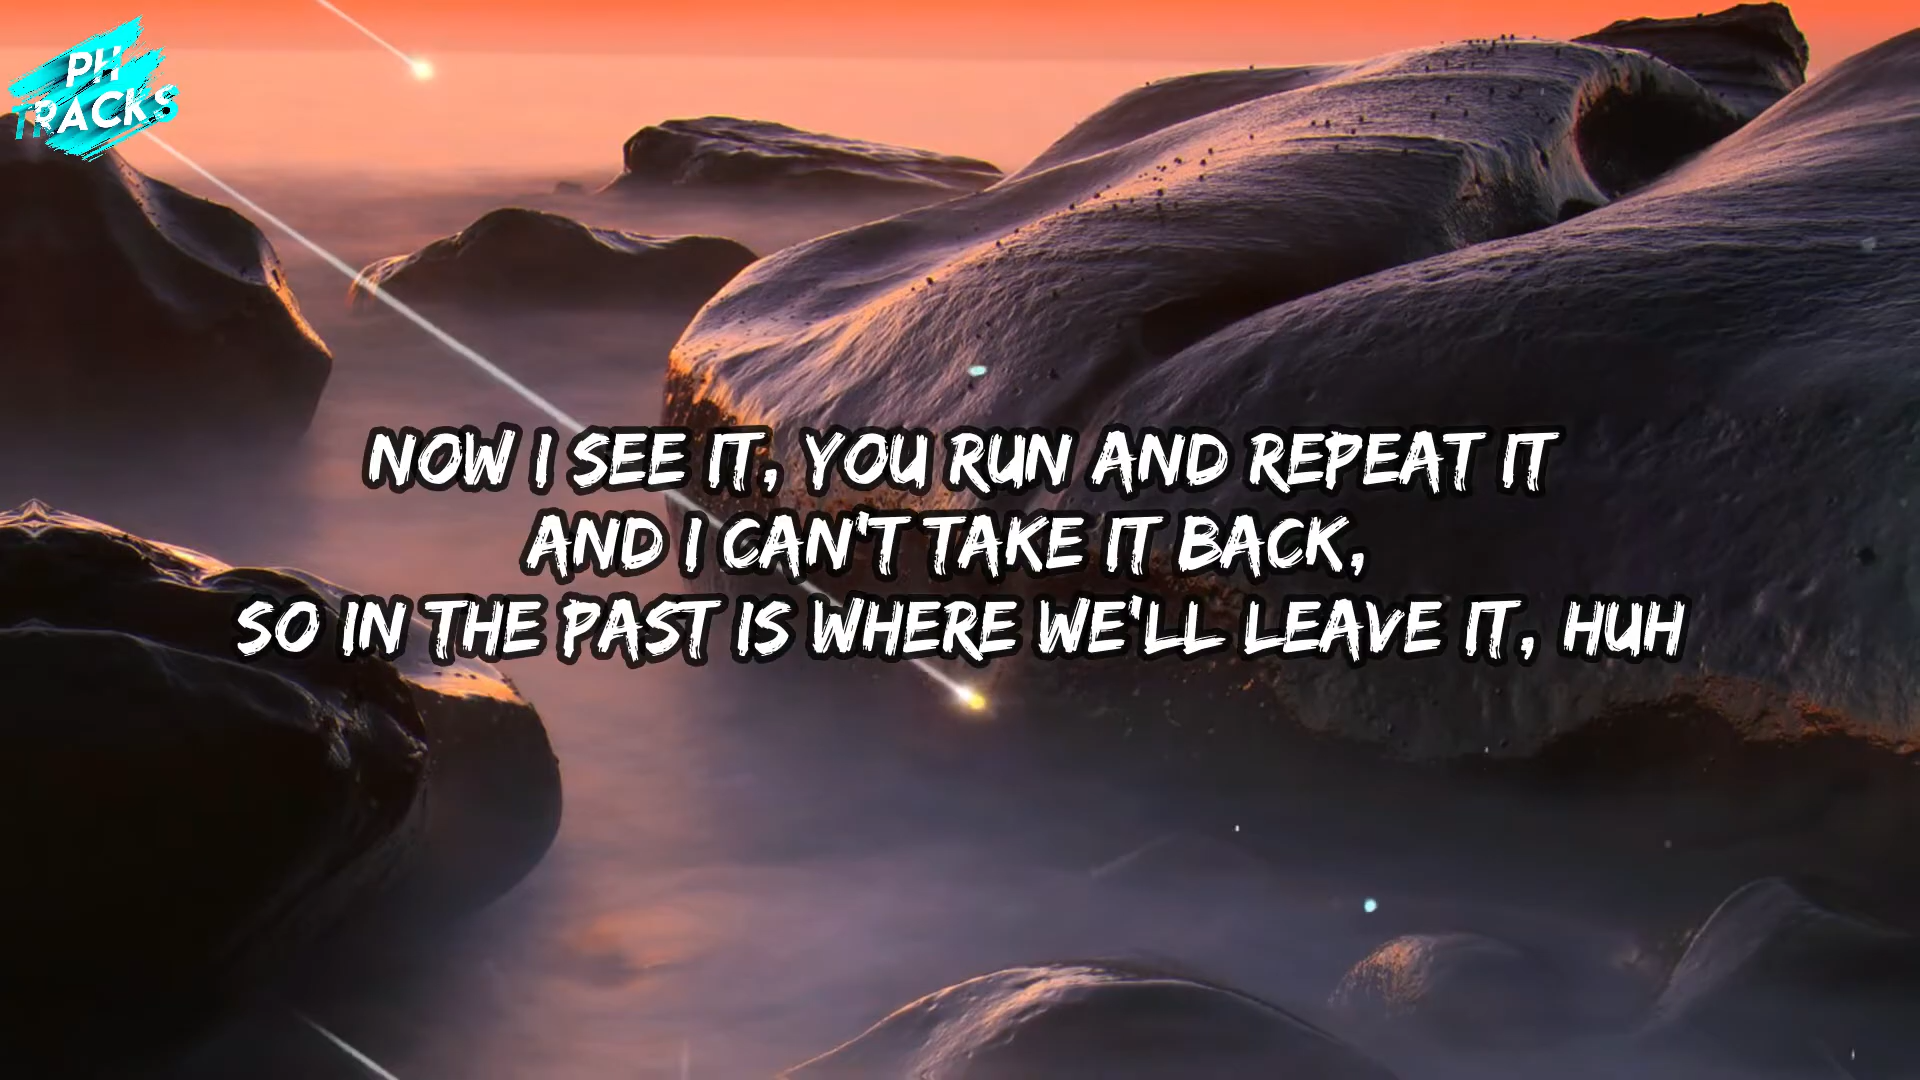 PH
TRACKS
NOW I SEE IT, YOU RUN AND REPEAT IT
AND I CAN'T TAKE IT BACK,
SO IN THE PAST IS WHERE WE'LL LEAVE IT, HUH